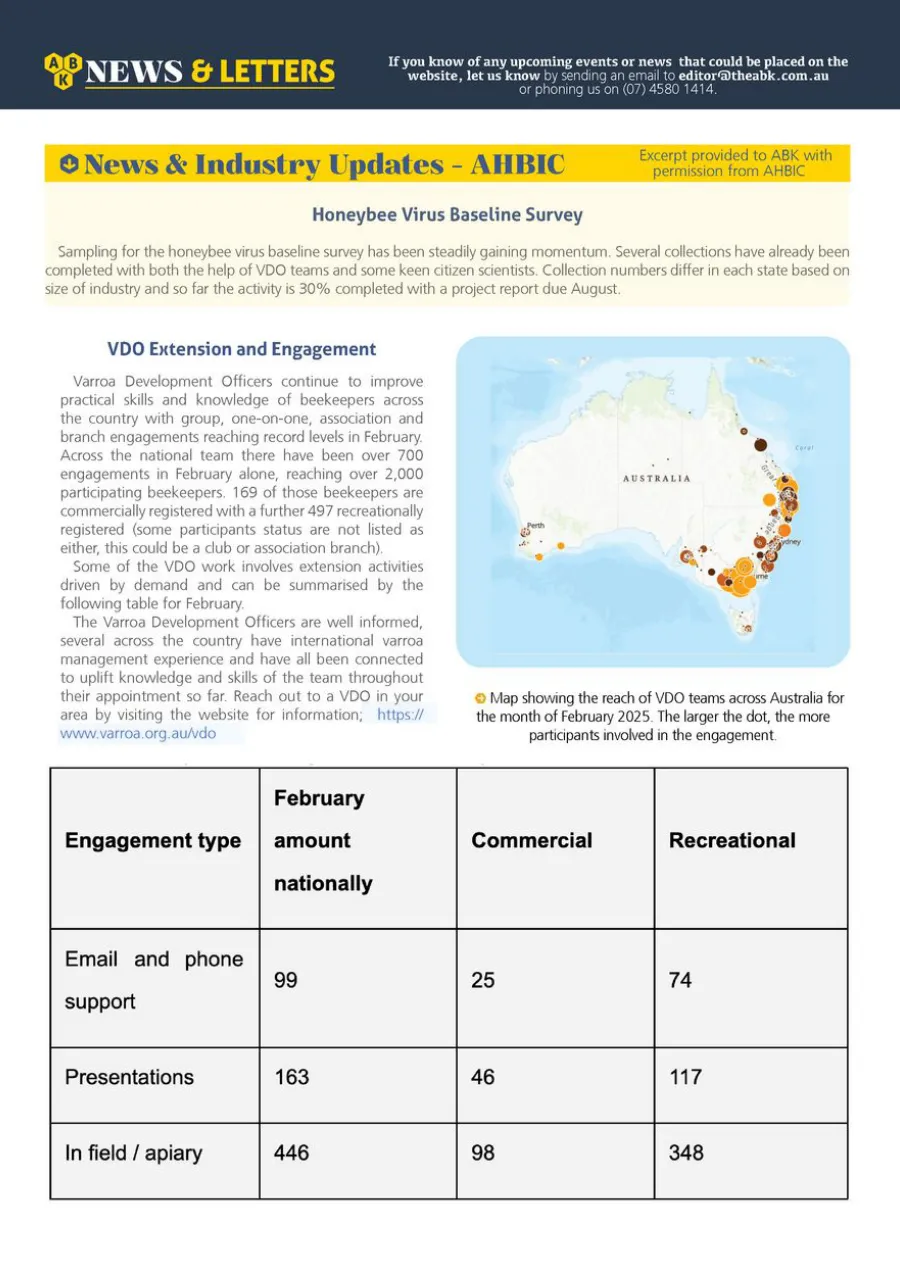 A B K NEWS & LETTERS
If you know of any upcoming events or news that could be placed on the
website, let us know by sending an email to editor@theabk.com.au
or phoning us on (07) 4580 1414.
News & Industry Updates - AHBIC
Excerpt provided to ABK with
permission from AHBIC
Honeybee Virus Baseline Survey
Sampling for the honeybee virus baseline survey has been steadily gaining momentum. Several collections have already been
completed with both the help of VDO teams and some keen citizen scientists. Collection numbers differ in each state based on
size of industry and so far the activity is 30% completed with a project report due August.
VDO Extension and Engagement
Varroa Development Officers continue to improve
practical skills and knowledge of beekeepers across
the country with group, one-on-one, association and
branch engagements reaching record levels in February.
Across the national team there have been over 700
engagements in February alone, reaching over 2,000
participating beekeepers. 169 of those beekeepers are
commercially registered with a further 497 recreationally
registered (some participants status are not listed as
either, this could be a club or association branch).
Some of the VDO work involves extension activities
driven by demand and can be summarised by the
following table for February.
The Varroa Development Officers are well informed,
several across the country have international varroa
management experience and have all been connected
to uplift knowledge and skills of the team throughout
their appointment so far. Reach out to a VDO in your
area by visiting the website for information; https://
www.varroa.org.au/vdo
Coral
AUSTRALIA
Perth
Map showing the reach of VDO teams across Australia for
the month of February 2025. The larger the dot, the more
participants involved in the engagement.
Engagement type
February
amount
nationally
Commercial
Recreational
Email and phone
support
99
25
74
Presentations
163
46
117
In field / apiary
446
98
348